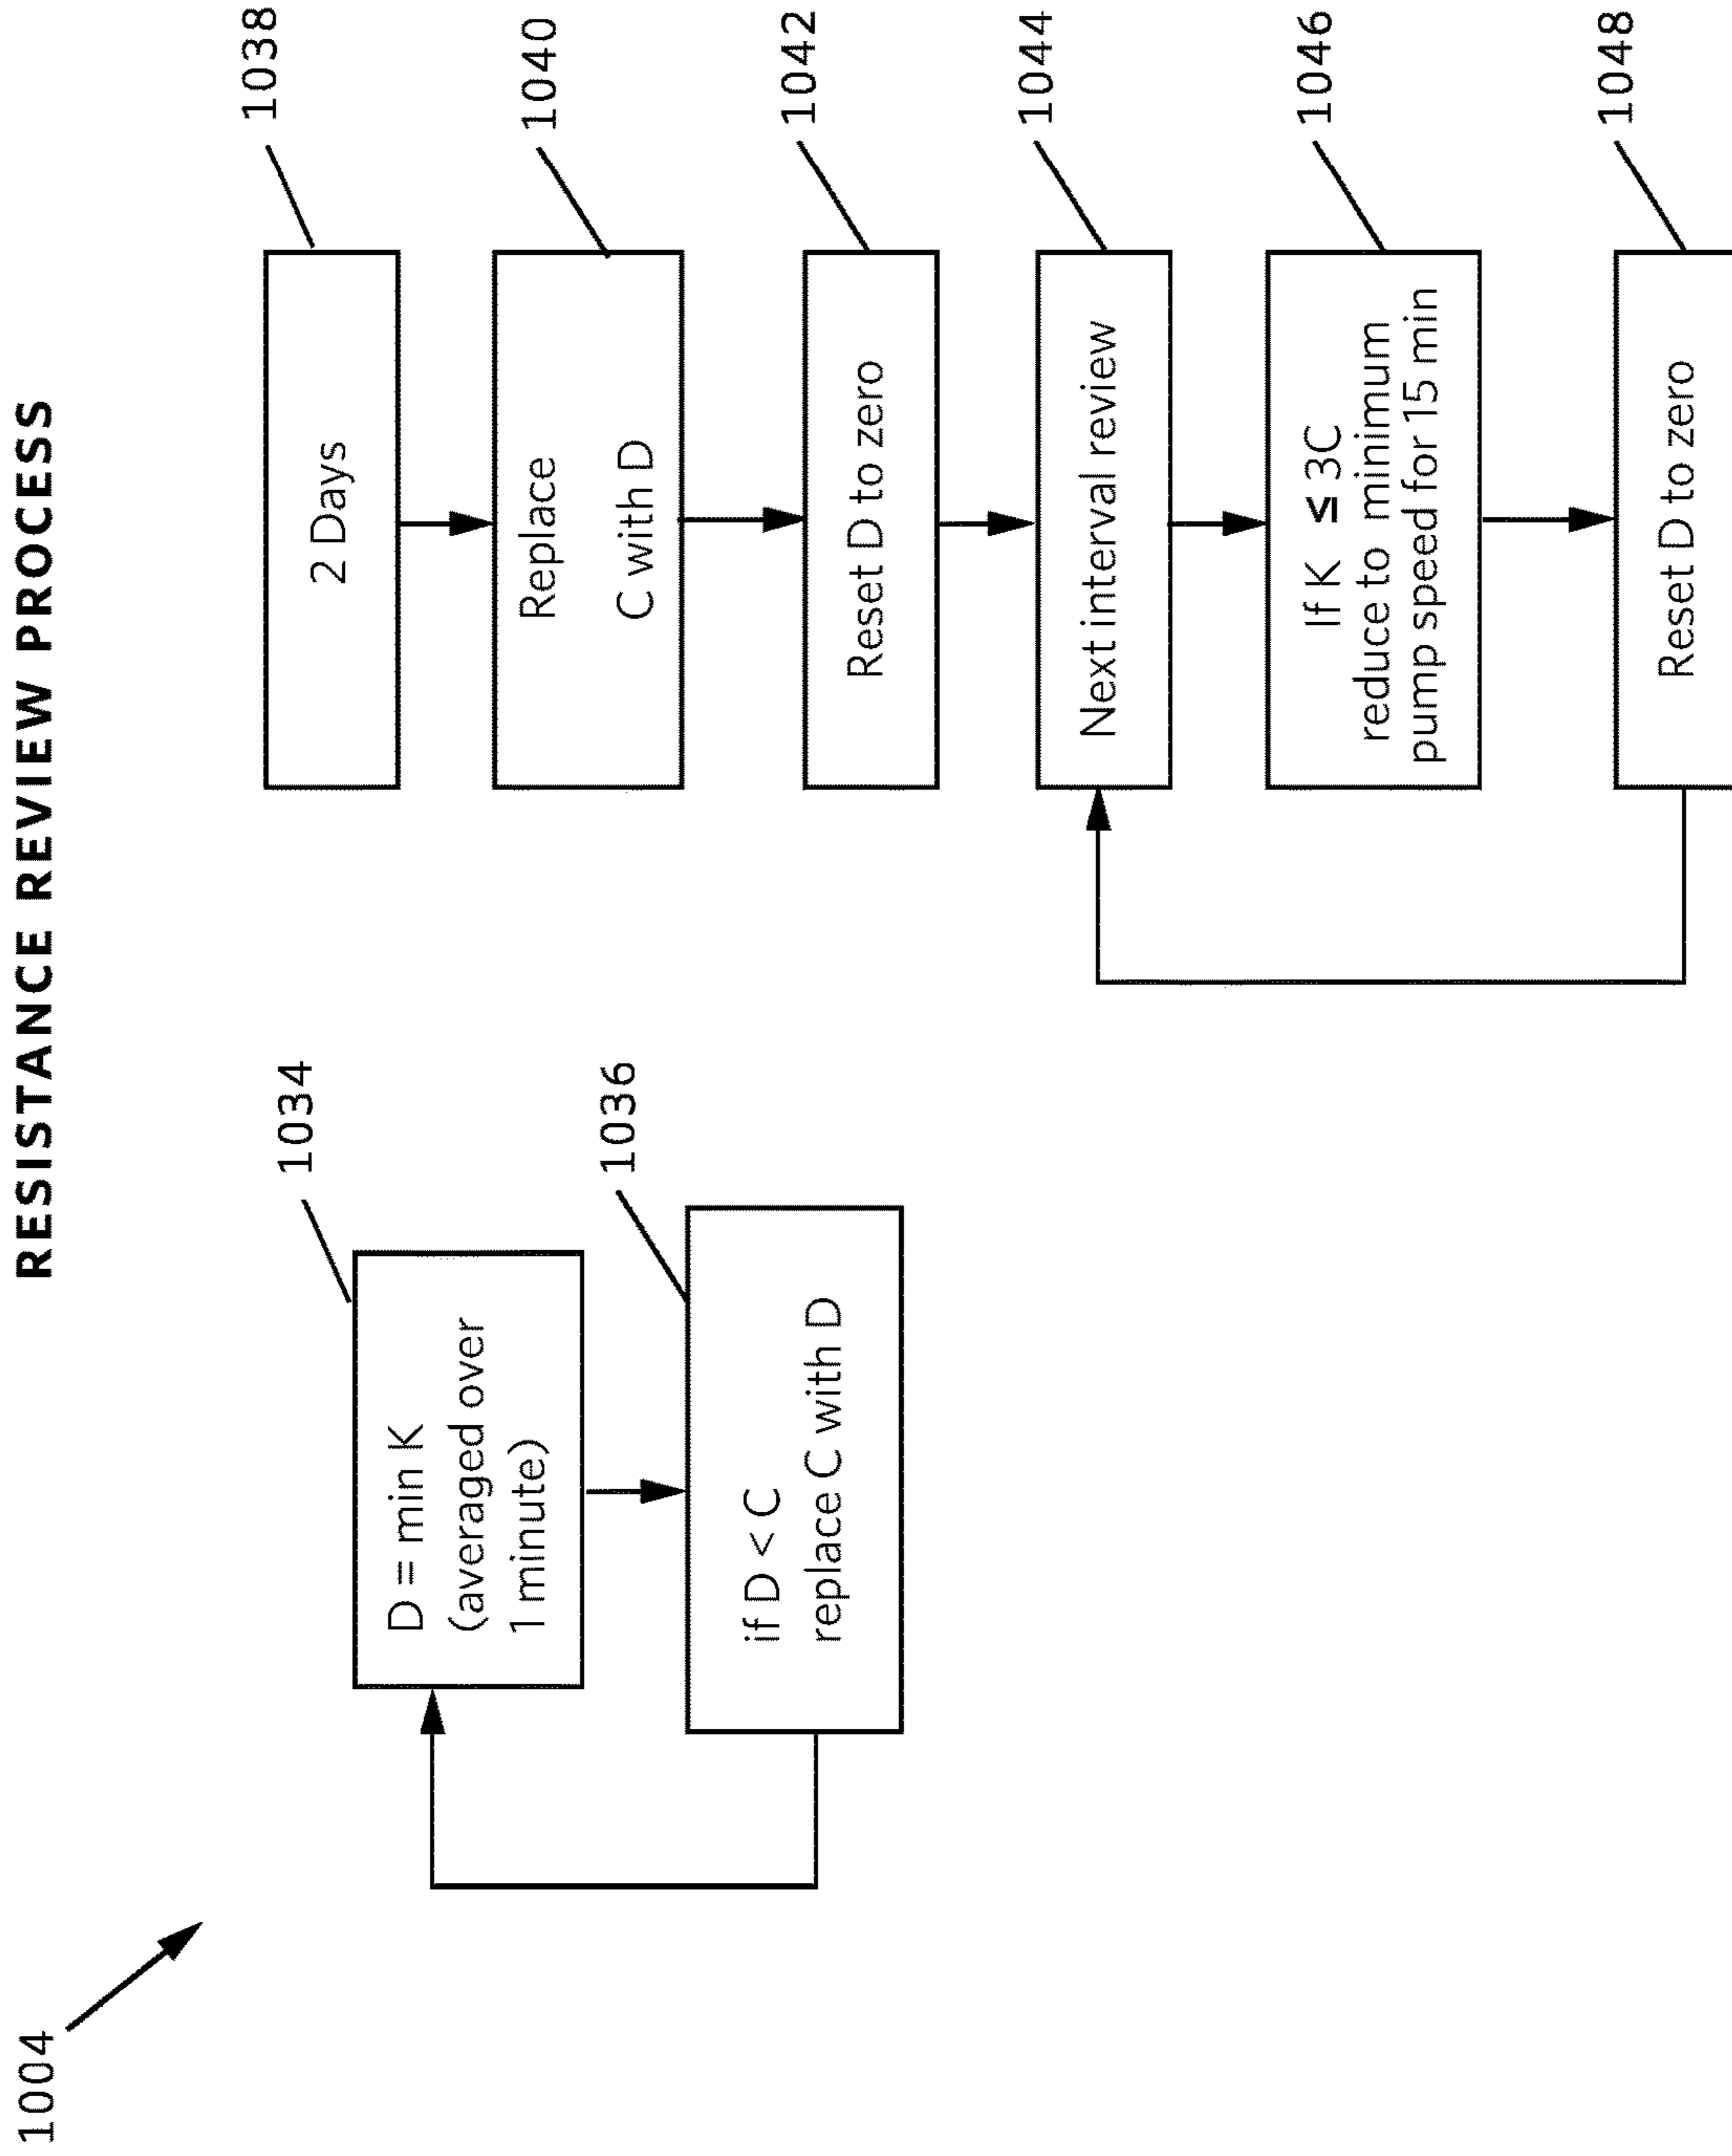 RESISTANCE REVIEW PROCESS
1004
1034
D = min K
(averaged over
1 minute)
1036
if D < C
replace C with D
1038
2 Days
1040
Replace
C with D
1042
Reset D to zero
1044
Next interval review
1046
If K ≤ 3C
reduce to minimum
pump speed for 15 min
1048
Reset D to zero